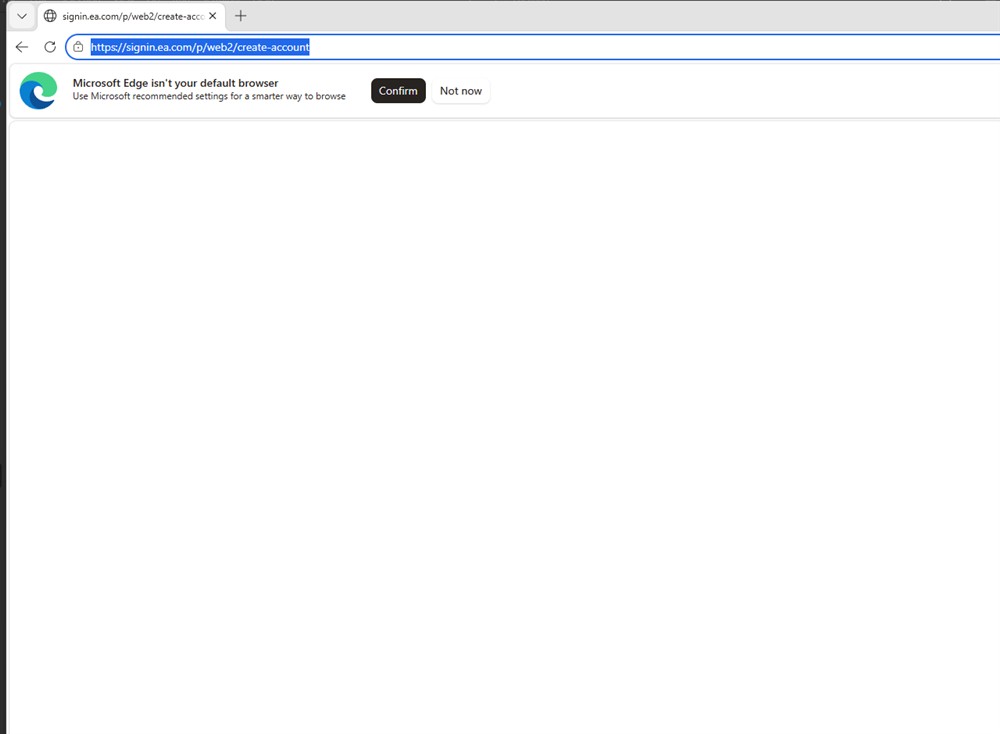 signin.ea.com/p/web2/create-acco
https://signin.ea.com/p/web2/create-account
Microsoft Edge isn't your default browser
Use Microsoft recommended settings for a smarter way to browse
Confirm
Not now